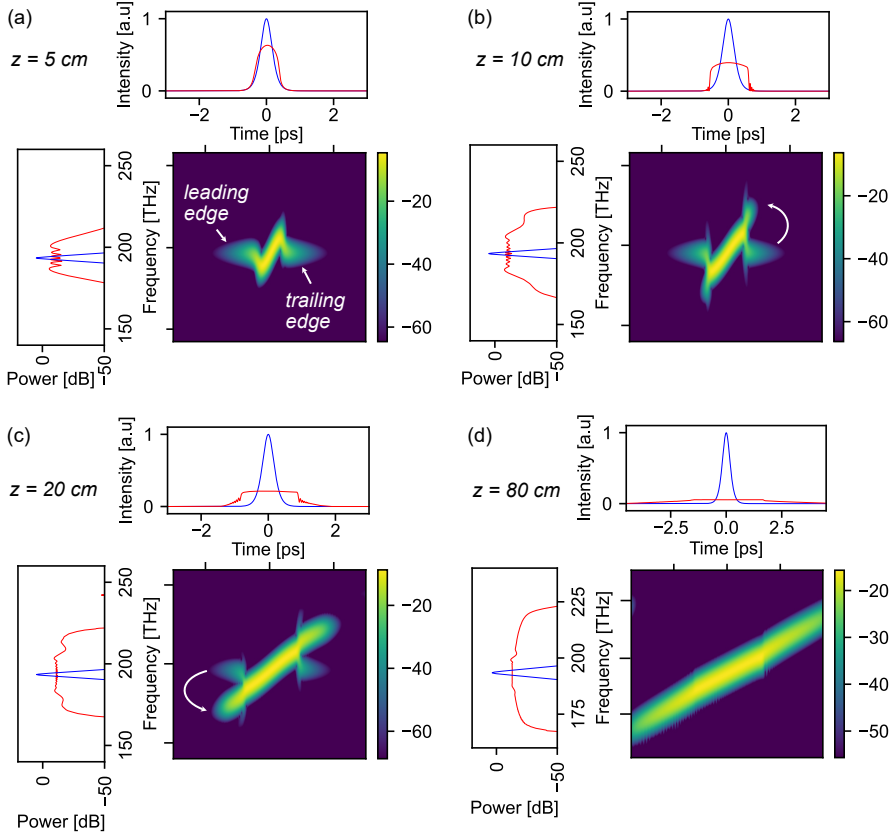 (a)
z = 5 cm
Intensity [a.u]
1
0
−2 0 2
Time [ps]
250
200
150
0 −50
Power [dB]
Frequency [THz]
leading
edge
trailing
edge
−20
−40
−60
(b)
z = 10 cm
Intensity [a.u]
1
0
−2 0 2
Time [ps]
250
200
150
0 −50
Power [dB]
Frequency [THz]
−20
−40
−60
(c)
z = 20 cm
Intensity [a.u]
1
0
−2 0 2
Time [ps]
250
200
150
0 −50
Power [dB]
Frequency [THz]
−20
−40
−60
(d)
z = 80 cm
Intensity [a.u]
1
0
−2.5 0.0 2.5
Time [ps]
225
200
175
0 −50
Power [dB]
Frequency [THz]
−20
−30
−40
−50